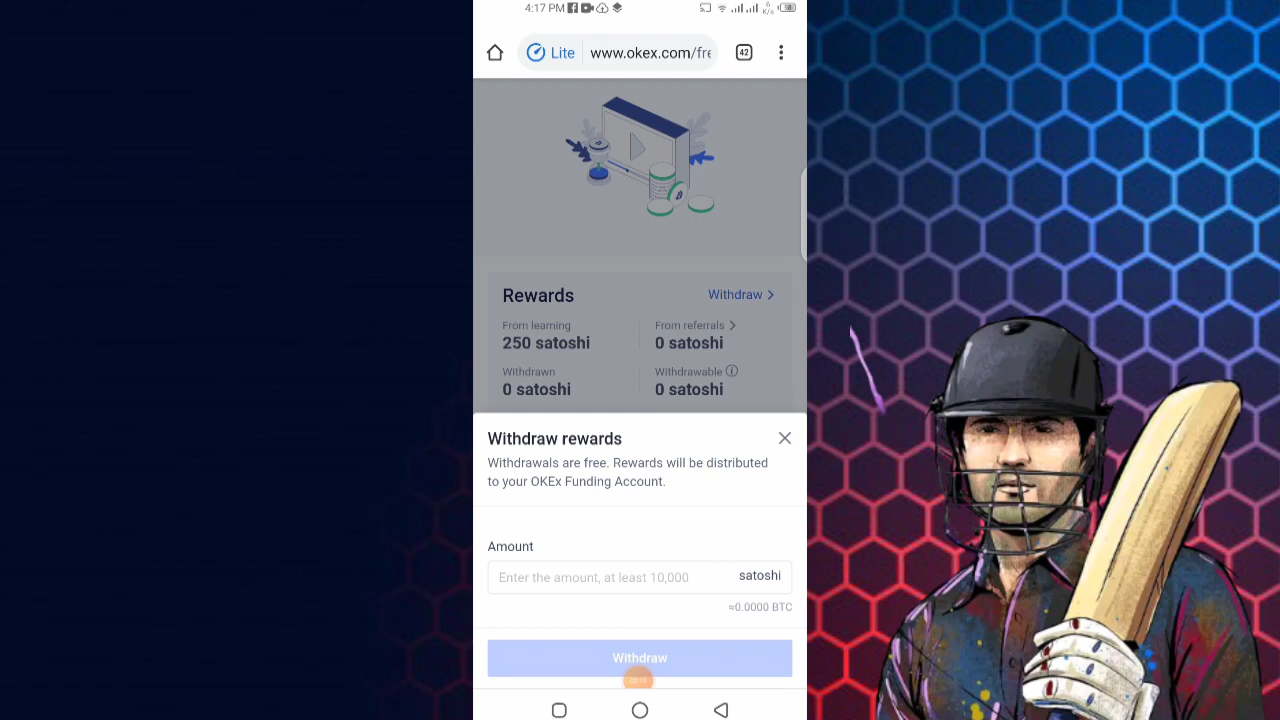 4:17 PM
6
K/s
58
Lite
www.okex.com/fre
42
Rewards
Withdraw
From learning
From referrals
250 satoshi
0 satoshi
Withdrawn
Withdrawable
0 satoshi
0 satoshi
Withdraw rewards
Withdrawals are free. Rewards will be distributed
to your OKEx Funding Account.
Amount
Enter the amount, at least 10,000
satoshi
≈0.0000 BTC
Withdraw